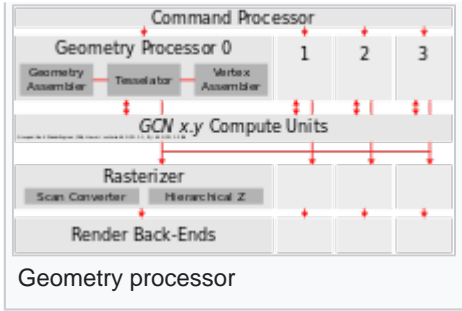 Command Processor
Geometry Processor 0
1
2
3
Geometry
Assembler
Tesselator
Vertex
Assembler
GCN x.y Compute Units
Rasterizer
Scan Converter
Hierarchical Z
Render Back-Ends
Geometry processor